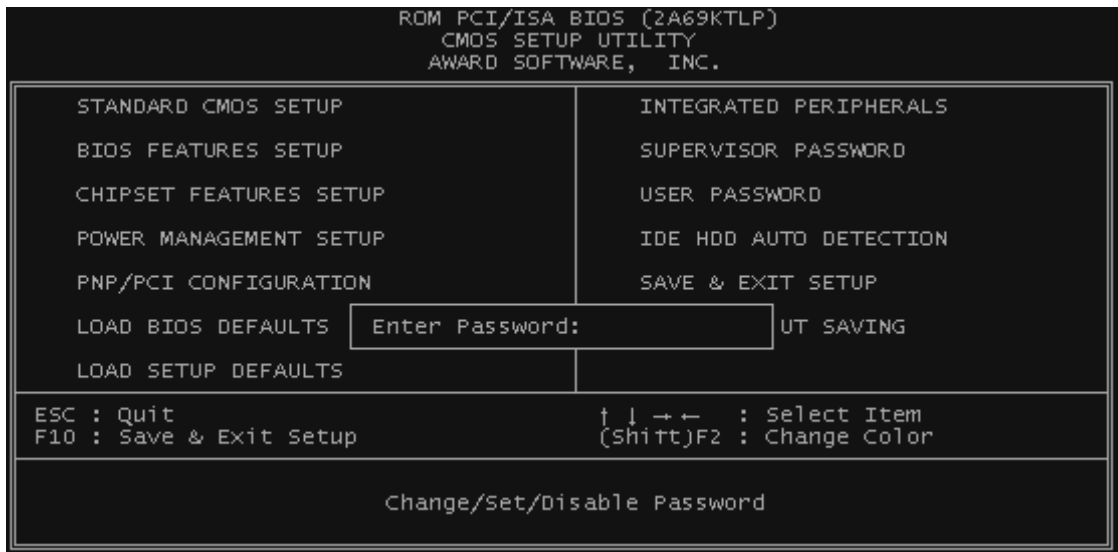 ROM PCI/ISA BIOS (2A69KTLP)
CMOS SETUP UTILITY
AWARD SOFTWARE, INC.
STANDARD CMOS SETUP
BIOS FEATURES SETUP
CHIPSET FEATURES SETUP
POWER MANAGEMENT SETUP
PNP/PCI CONFIGURATION
LOAD BIOS DEFAULTS
LOAD SETUP DEFAULTS
INTEGRATED PERIPHERALS
SUPERVISOR PASSWORD
USER PASSWORD
IDE HDD AUTO DETECTION
SAVE & EXIT SETUP
UT SAVING
Enter Password:
ESC : Quit
F10 : Save & Exit Setup
↑ ↓ → ← : Select Item
(Shift)F2 : Change Color
Change/Set/Disable Password